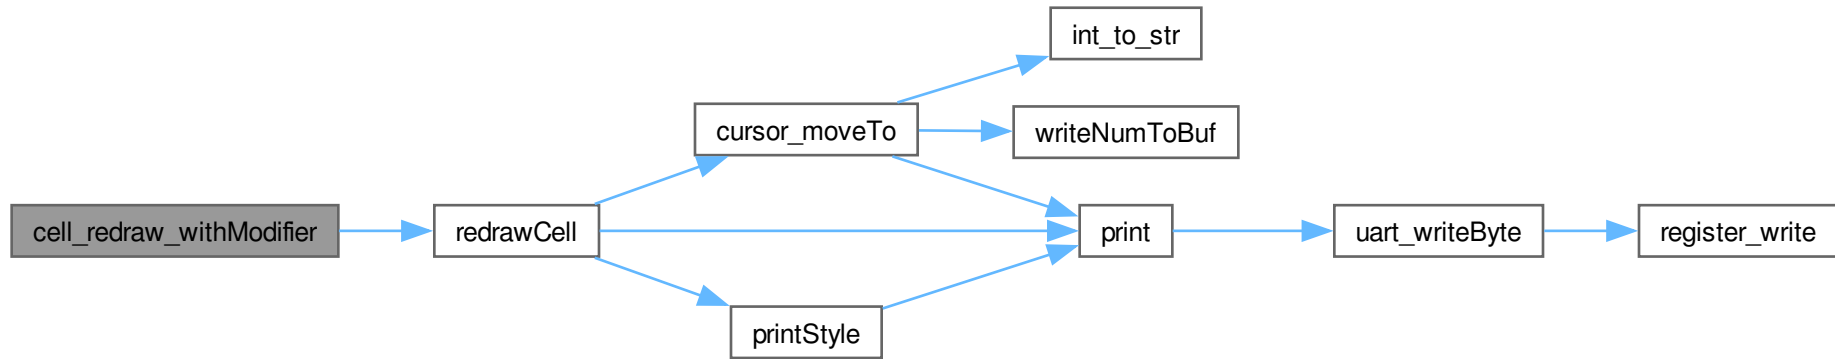 cell_redraw_withModifier
redrawCell
cursor_moveTo
printStyle
int_to_str
writeNumToBuf
print
uart_writeByte
register_write